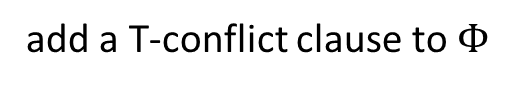 add a T-conflict clause to Φ